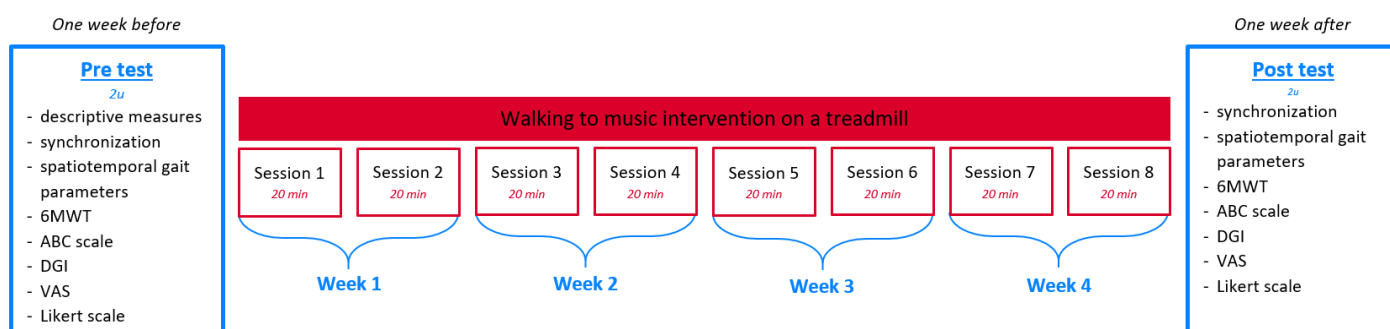 One week before
Pre test
2u
- descriptive measures
- synchronization
- spatiotemporal gait
parameters
- 6MWT
- ABC scale
- DGI
- VAS
- Likert scale
Walking to music intervention on a treadmill
Session 1
20 min
Session 2
20 min
Session 3
20 min
Session 4
20 min
Session 5
20 min
Session 6
20 min
Session 7
20 min
Session 8
20 min
Week 1
Week 2
Week 3
Week 4
One week after
Post test
2u
- synchronization
- spatiotemporal gait
parameters
- 6MWT
- ABC scale
- DGI
- VAS
- Likert scale